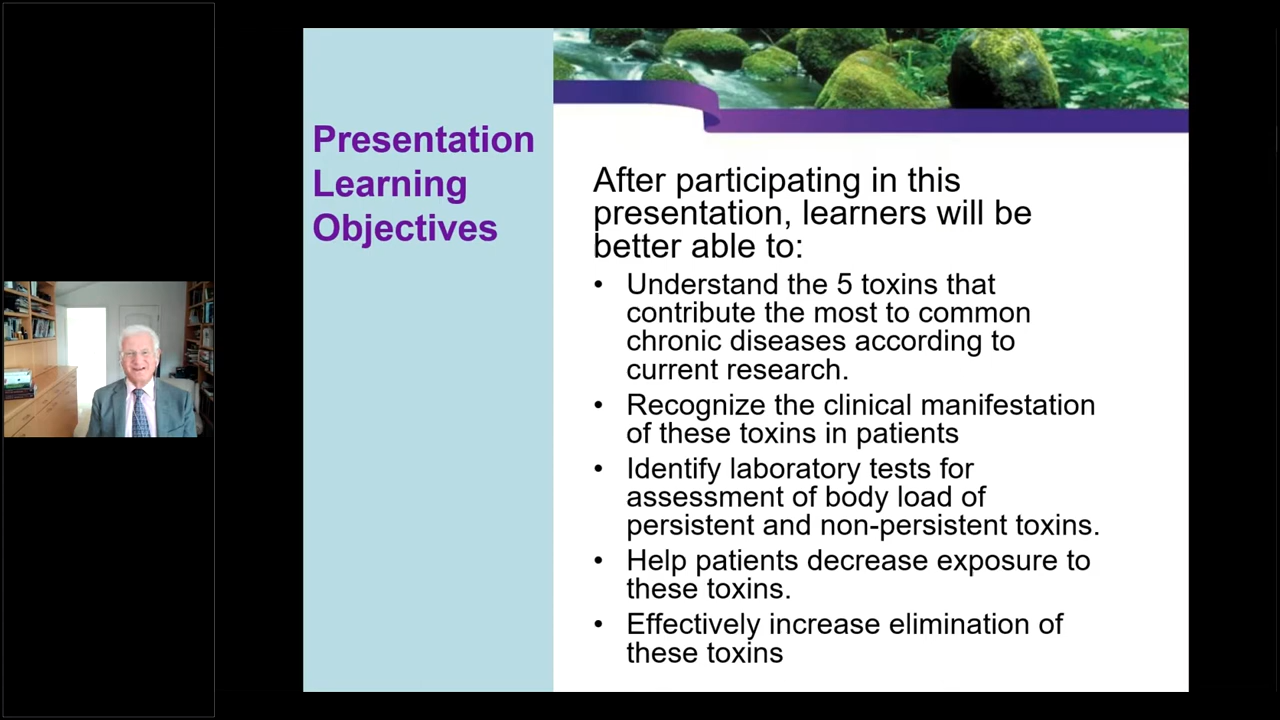 Presentation
Learning
Objectives
After participating in this
presentation, learners will be
better able to:
• Understand the 5 toxins that
contribute the most to common
chronic diseases according to
current research.
• Recognize the clinical manifestation
of these toxins in patients
• Identify laboratory tests for
assessment of body load of
persistent and non-persistent toxins.
• Help patients decrease exposure to
these toxins.
• Effectively increase elimination of
these toxins